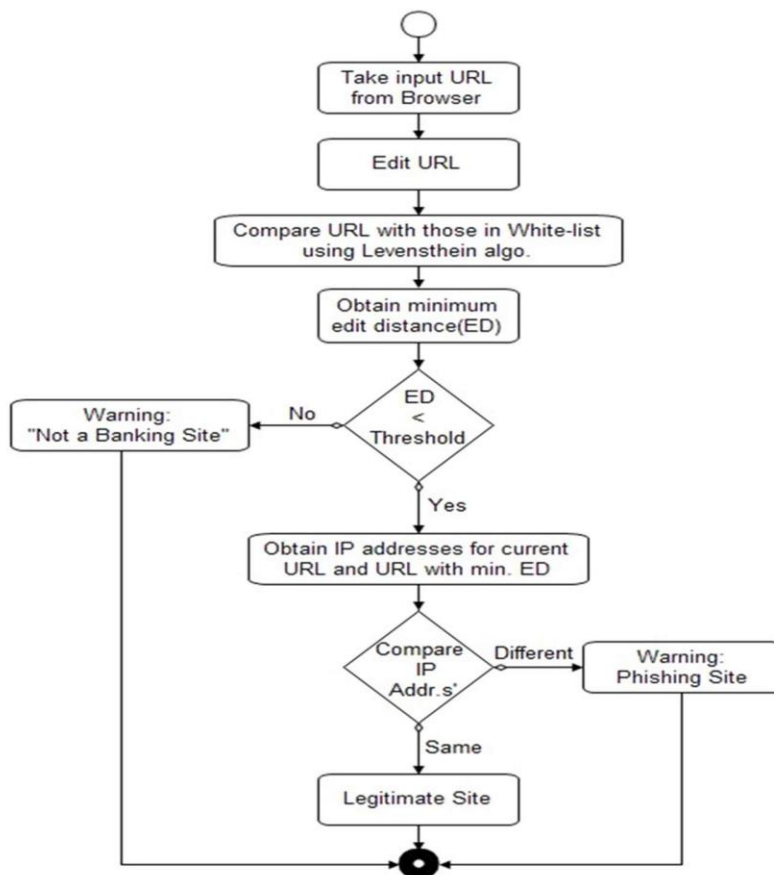 Take input URL
from Browser
Edit URL
Compare URL with those in White-list
using Levensthein algo.
Obtain minimum
edit distance(ED)
ED
<
Threshold
No
Warning:
"Not a Banking Site"
Yes
Obtain IP addresses for current
URL and URL with min. ED
Compare
IP
Addr.s'
Different
Warning:
Phishing Site
Same
Legitimate Site